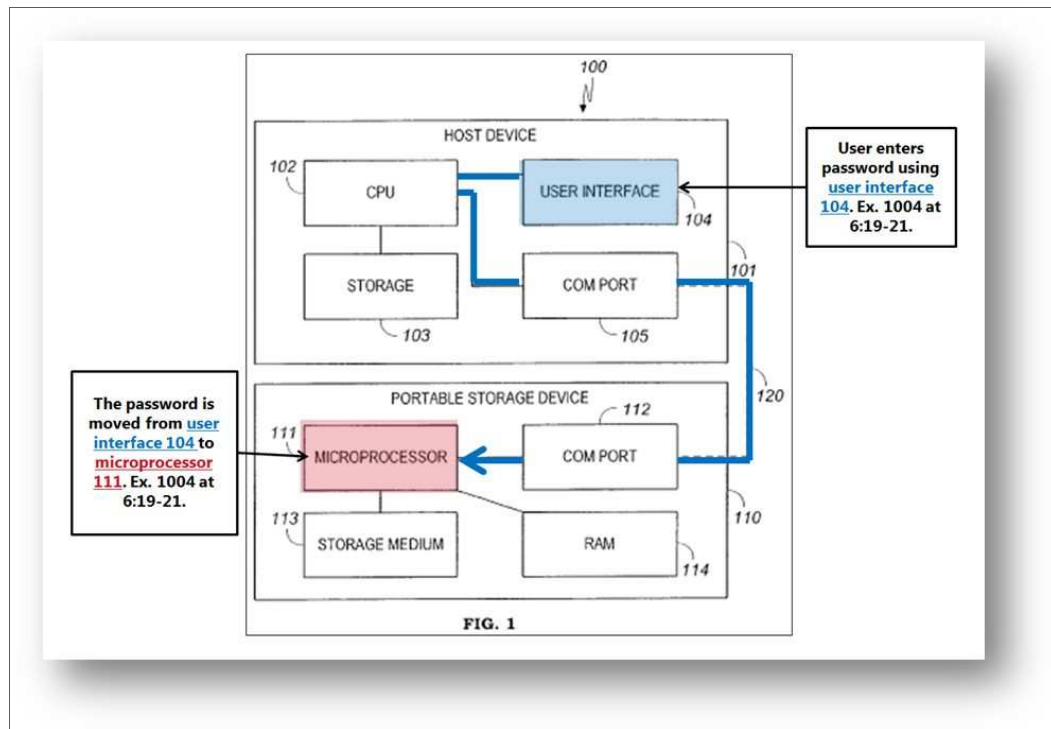 100
HOST DEVICE
102
CPU
USER INTERFACE
104
User enters
password using
user interface
104. Ex. 1004 at
6:19-21.
101
STORAGE
103
COM PORT
105
120
The password is
moved from user
interface 104 to
microprocessor
111. Ex. 1004 at
6:19-21.
PORTABLE STORAGE DEVICE
112
111
MICROPROCESSOR
COM PORT
110
113
STORAGE MEDIUM
RAM
114
FIG. 1